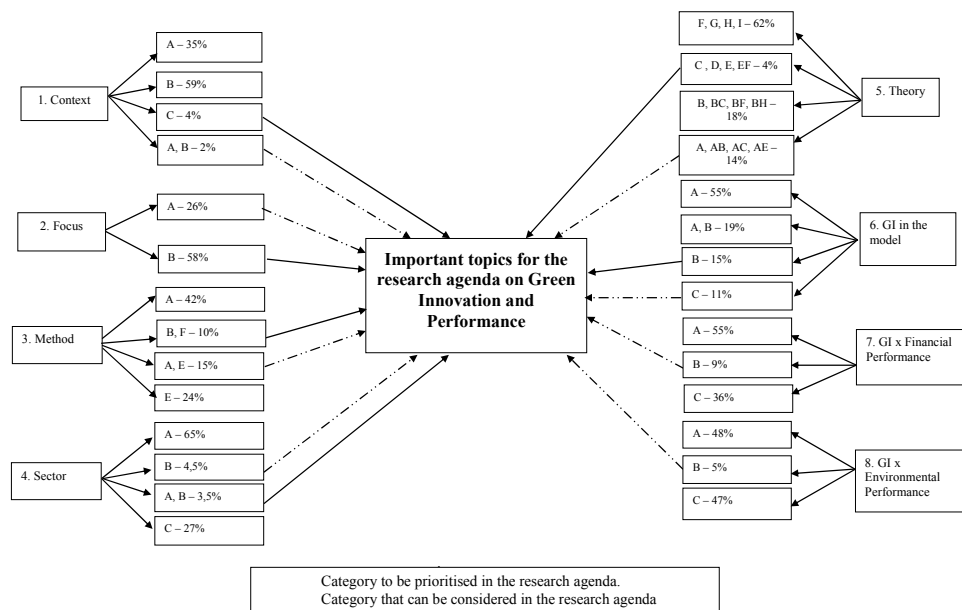 1. Context
A – 35%
B – 59%
C – 4%
A, B – 2%
2. Focus
A – 26%
B – 58%
3. Method
A – 42%
B, F – 10%
A, E – 15%
E – 24%
4. Sector
A – 65%
B – 4,5%
A, B – 3,5%
C – 27%
Important topics for the
research agenda on Green
Innovation and
Performance
F, G, H, I – 62%
C , D, E, EF – 4%
B, BC, BF, BH –
18%
A, AB, AC, AE –
14%
5. Theory
A – 55%
A, B – 19%
B – 15%
C – 11%
6. GI in the
model
A – 55%
B – 9%
C – 36%
7. GI x Financial
Performance
A – 48%
B – 5%
C – 47%
8. GI x
Environmental
Performance
Category to be prioritised in the research agenda.
Category that can be considered in the research agenda